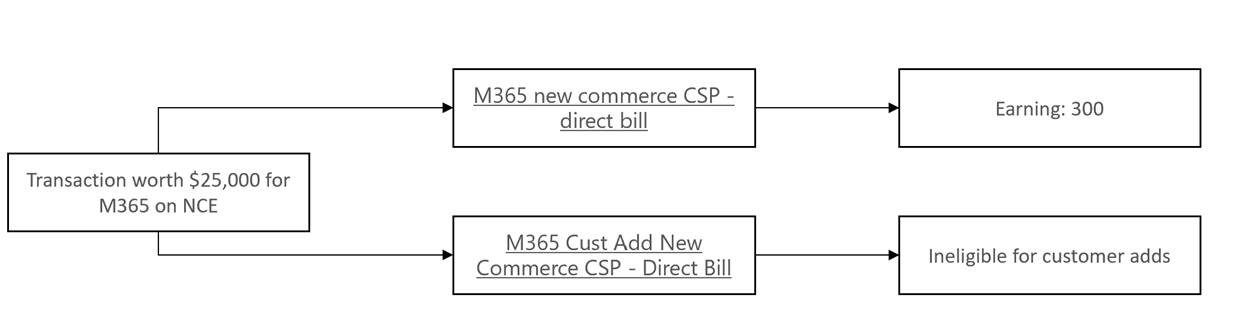 M365 new commerce CSP -
direct bill
Earning: 300
Transaction worth $25,000 for
M365 on NCE
M365 Cust Add New
Commerce CSP - Direct Bill
Ineligible for customer adds